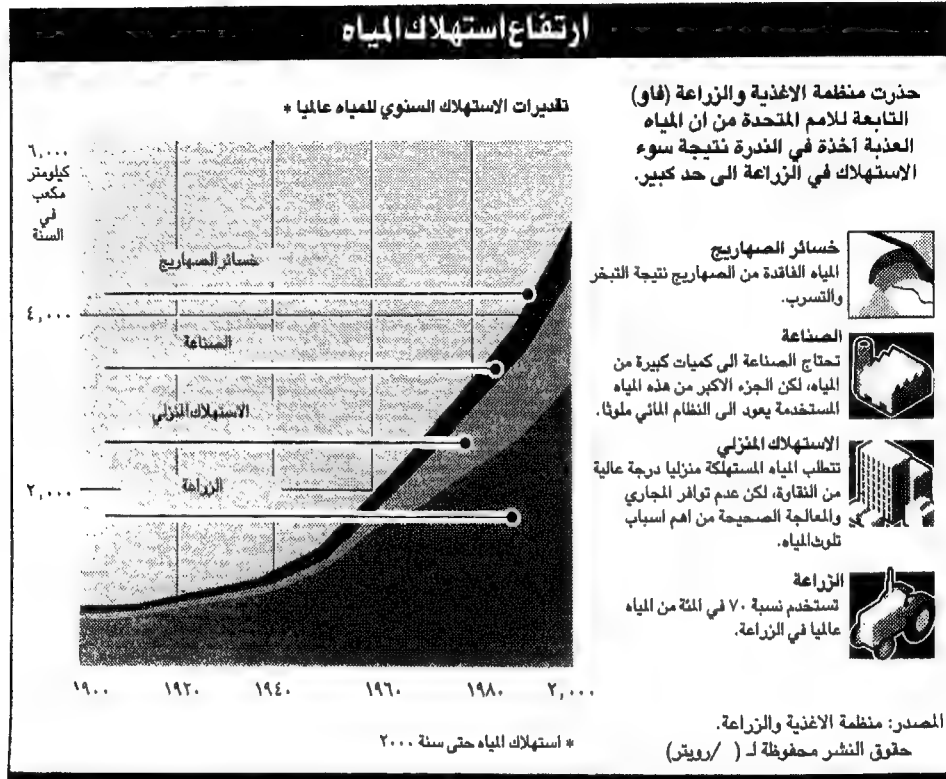 ارتفاع استهلاك المياه
حذرت منظمة الاغذية والزراعة (فاو)
التابعة للامم المتحدة من ان المياه
العذبة آخذة في الندرة نتيجة سوء
الاستهلاك في الزراعة الى حد كبير.
خسائر الصهاريج
المياه الفاقدة من الصهاريج نتيجة التبخر
والتسرب.
الصناعة
تحتاج الصناعة الى كميات كبيرة من
المياه، لكن الجزء الاكبر من هذه المياه
المستخدمة يعود الى النظام المائي ملوثا.
الاستهلاك المنزلي
تتطلب المياه المستهلكة منزليا درجة عالية
من النقاوة، لكن عدم توافر المجاري
والمعالجة الصحيحة من اهم اسباب
تلوث المياه.
الزراعة
تستخدم نسبة ٧٠ في المئة من المياه
عالميا في الزراعة.
المصدر: منظمة الاغذية والزراعة.
حقوق النشر محفوظة لـ ( /رويتر)
تقديرات الاستهلاك السنوي للمياه عالميا *
٦,٠٠٠
كيلومتر
مكعب
في
السنة
خسائر الصهاريج
٤,٠٠٠
الصناعة
الاستهلاك المنزلي
الزراعة
٢,٠٠٠
١٩٠٠ ١٩٢٠ ١٩٤٠ ١٩٦٠ ١٩٨٠ ٢,٠٠٠
* استهلاك المياه حتى سنة ٢٠٠٠